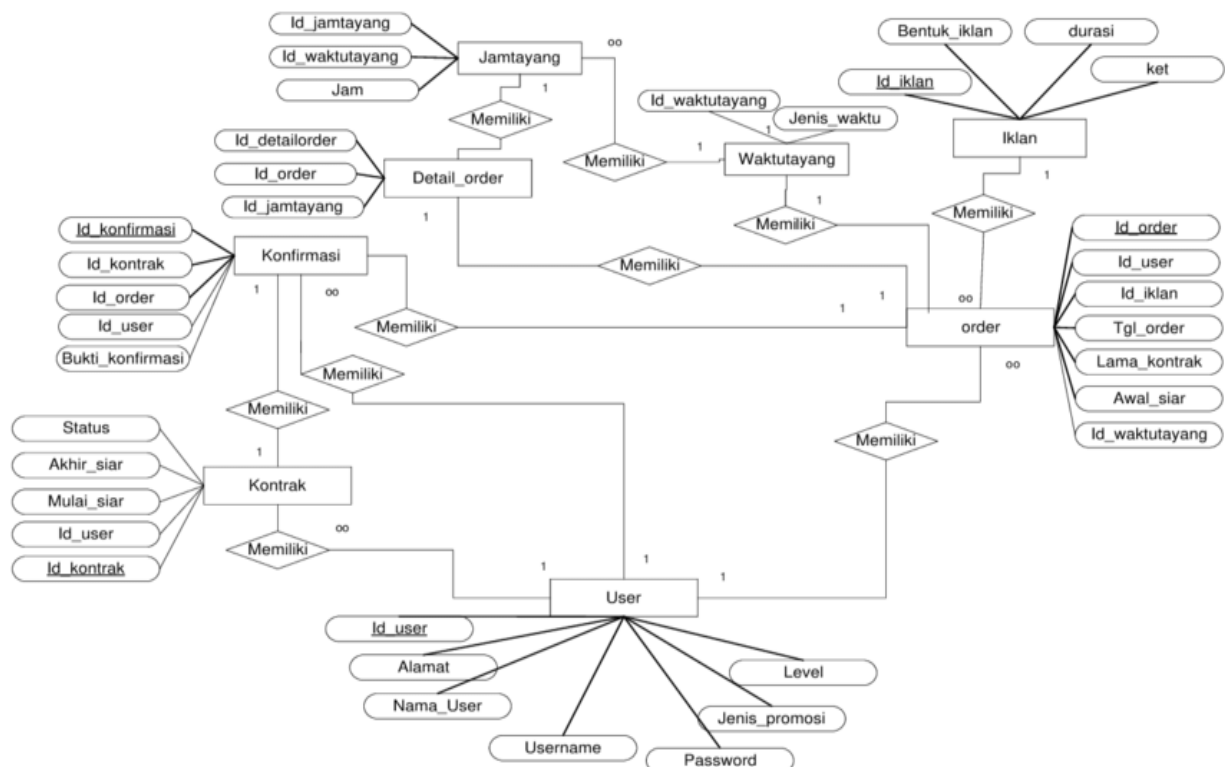 Id_jamtayang
Id_waktutayang
Jam
Jamtayang
oo
1
Memiliki
Memiliki
1
Id_waktutayang
Jenis_waktu
1
Waktutayang
Bentuk_iklan
durasi
Id_iklan
ket
Iklan
1
Memiliki
1
Id_detailorder
Id_order
Id_jamtayang
Detail_order
1
1
Memiliki
1
Memiliki
Id_konfirmasi
Id_kontrak
Id_order
Id_user
Bukti_konfirmasi
Konfirmasi
1
oo
Memiliki
1
1
oo
order
oo
Id_order
Id_user
Id_iklan
Tgl_order
Lama_kontrak
Awal_siar
Id_waktutayang
Memiliki
Memiliki
Memiliki
1
Status
Akhir_siar
Mulai_siar
Id_user
Id_kontrak
Kontrak
oo
Memiliki
1
1
1
User
Id_user
Alamat
Nama_User
Username
Password
Jenis_promosi
Level